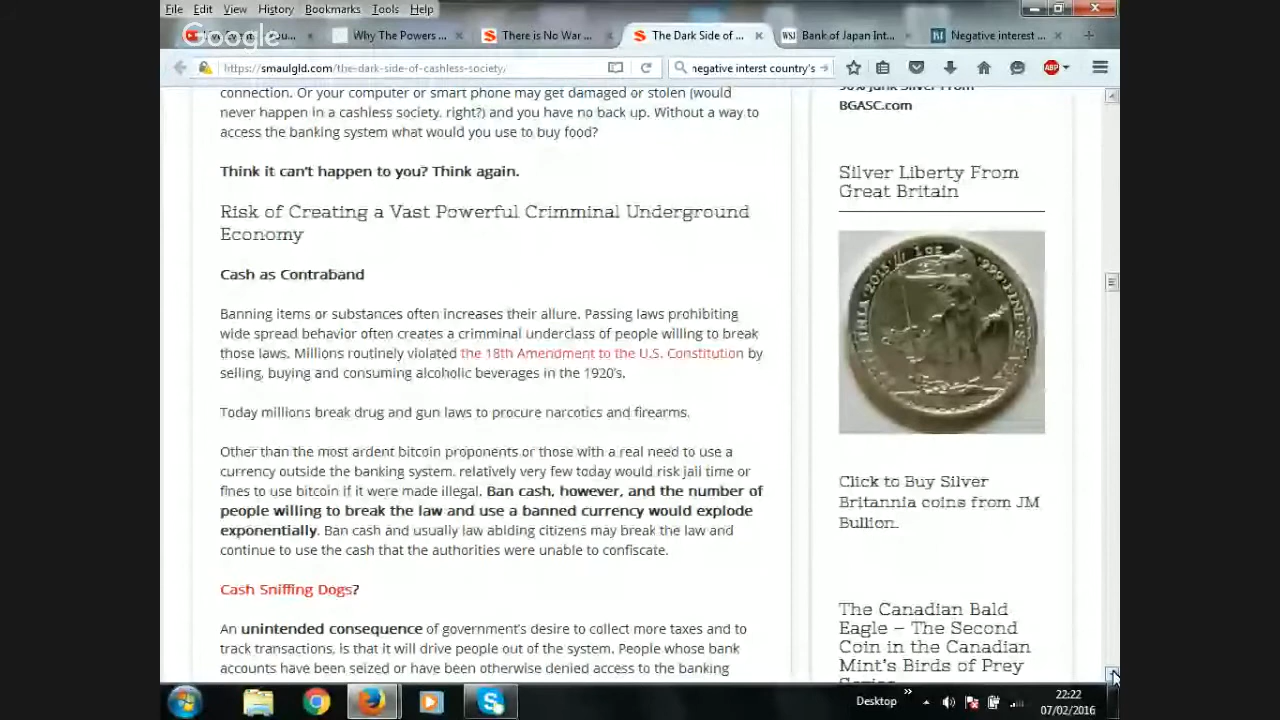 File Edit View History Bookmarks Tools Help
Google
Why The Powers ...
There is No War ...
The Dark Side of ...
Bank of Japan Int...
Negative interest ...
https://smaulgld.com/the-dark-side-of-cashless-society/
negative interst country's
ABP
connection. Or your computer or smart phone may get damaged or stolen (would
never happen in a cashless society, right?) and you have no back up. Without a way to
access the banking system what would you use to buy food?
Think it can't happen to you? Think again.
Risk of Creating a Vast Powerful Crimminal Underground
Economy
Cash as Contraband
Banning items or substances often increases their allure. Passing laws prohibiting
wide spread behavior often creates a crimminal underclass of people willing to break
those laws. Millions routinely violated the 18th Amendment to the U.S. Constitution by
selling, buying and consuming alcoholic beverages in the 1920's.
Today millions break drug and gun laws to procure narcotics and firearms.
Other than the most ardent bitcoin proponents or those with a real need to use a
currency outside the banking system, relatively very few today would risk jail time or
fines to use bitcoin if it were made illegal. Ban cash, however, and the number of
people willing to break the law and use a banned currency would explode
exponentially. Ban cash and usually law abiding citizens may break the law and
continue to use the cash that the authorities were unable to confiscate.
Cash Sniffing Dogs?
An unintended consequence of government's desire to collect more taxes and to
track transactions, is that it will drive people out of the system. People whose bank
accounts have been seized or have been otherwise denied access to the banking
90% Junk Silver From
BGASC.com
Silver Liberty From
Great Britain
2015 1 oz 999 FINE
Click to Buy Silver
Britannia coins from JM
Bullion.
The Canadian Bald
Eagle – The Second
Coin in the Canadian
Mint's Birds of Prey
Series
Desktop
22:22
07/02/2016